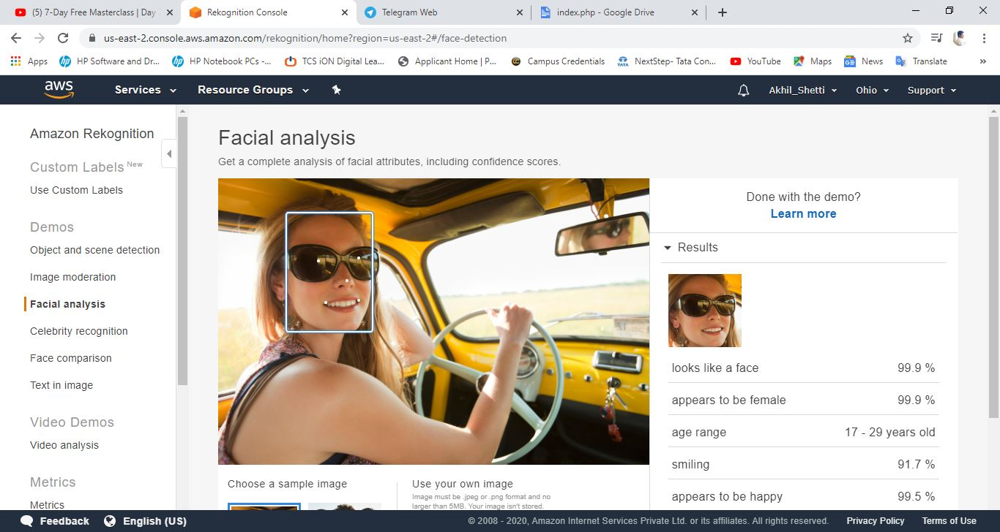 (5) 7-Day Free Masterclass | Day
Rekognition Console
Telegram Web
index.php - Google Drive
us-east-2.console.aws.amazon.com/rekognition/home?region=us-east-2#/face-detection
Apps
HP Software and Dr...
HP Notebook PCs -...
TCS iON Digital Lea...
Applicant Home | P...
Campus Credentials
NextStep- Tata Con...
YouTube
Maps
News
Translate
aws
Services
Resource Groups
Akhil_Shetti
Ohio
Support
Amazon Rekognition
Custom Labels New
Use Custom Labels
Demos
Object and scene detection
Image moderation
Facial analysis
Celebrity recognition
Face comparison
Text in image
Video Demos
Video analysis
Metrics
Metrics
Facial analysis
Get a complete analysis of facial attributes, including confidence scores.
Choose a sample image
Use your own image
Image must be .jpeg or .png format and no
larger than 5MB. Your image isn't stored.
Done with the demo?
Learn more
Results
looks like a face 99.9 %
appears to be female 99.9 %
age range 17 - 29 years old
smiling 91.7 %
appears to be happy 99.5 %
Feedback
English (US)
© 2008 - 2020, Amazon Internet Services Private Ltd. or its affiliates. All rights reserved.
Privacy Policy
Terms of Use